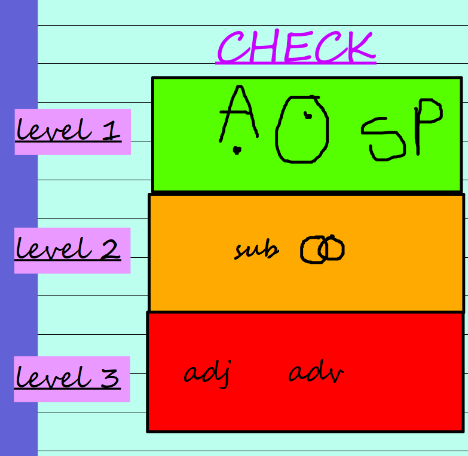 CHECK
level 1
A . O SP
level 2
sub
level 3
adj adv